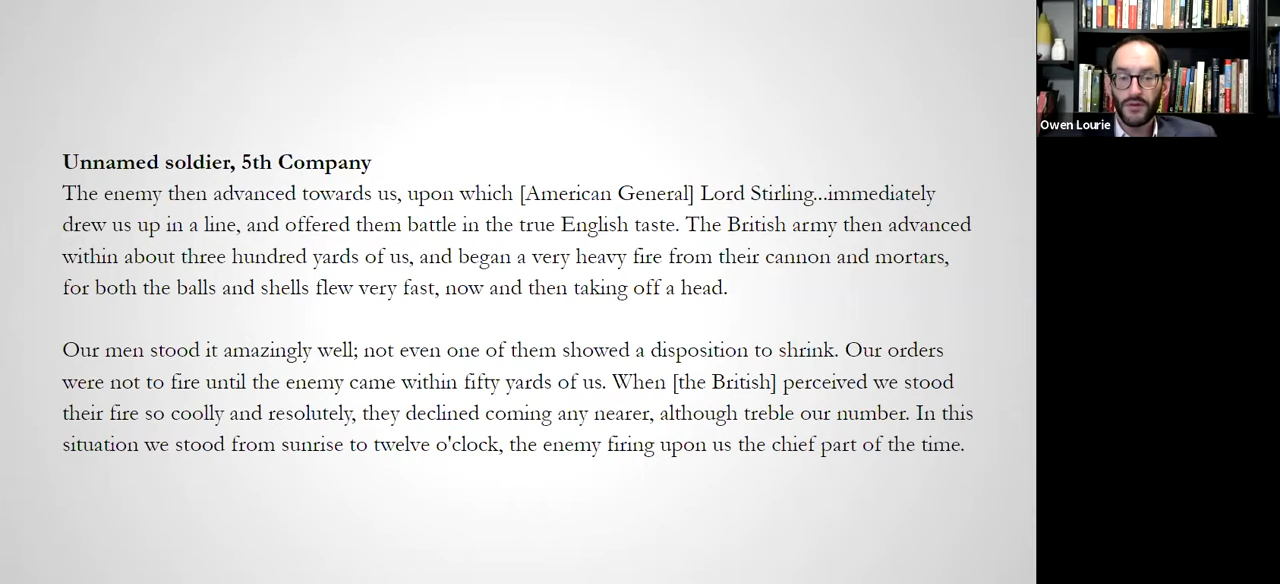 Unnamed soldier, 5th Company
The enemy then advanced towards us, upon which [American General] Lord Stirling...immediately
drew us up in a line, and offered them battle in the true English taste. The British army then advanced
within about three hundred yards of us, and began a very heavy fire from their cannon and mortars,
for both the balls and shells flew very fast, now and then taking off a head.
Our men stood it amazingly well; not even one of them showed a disposition to shrink. Our orders
were not to fire until the enemy came within fifty yards of us. When [the British] perceived we stood
their fire so coolly and resolutely, they declined coming any nearer, although treble our number. In this
situation we stood from sunrise to twelve o'clock, the enemy firing upon us the chief part of the time.
Owen Lourie